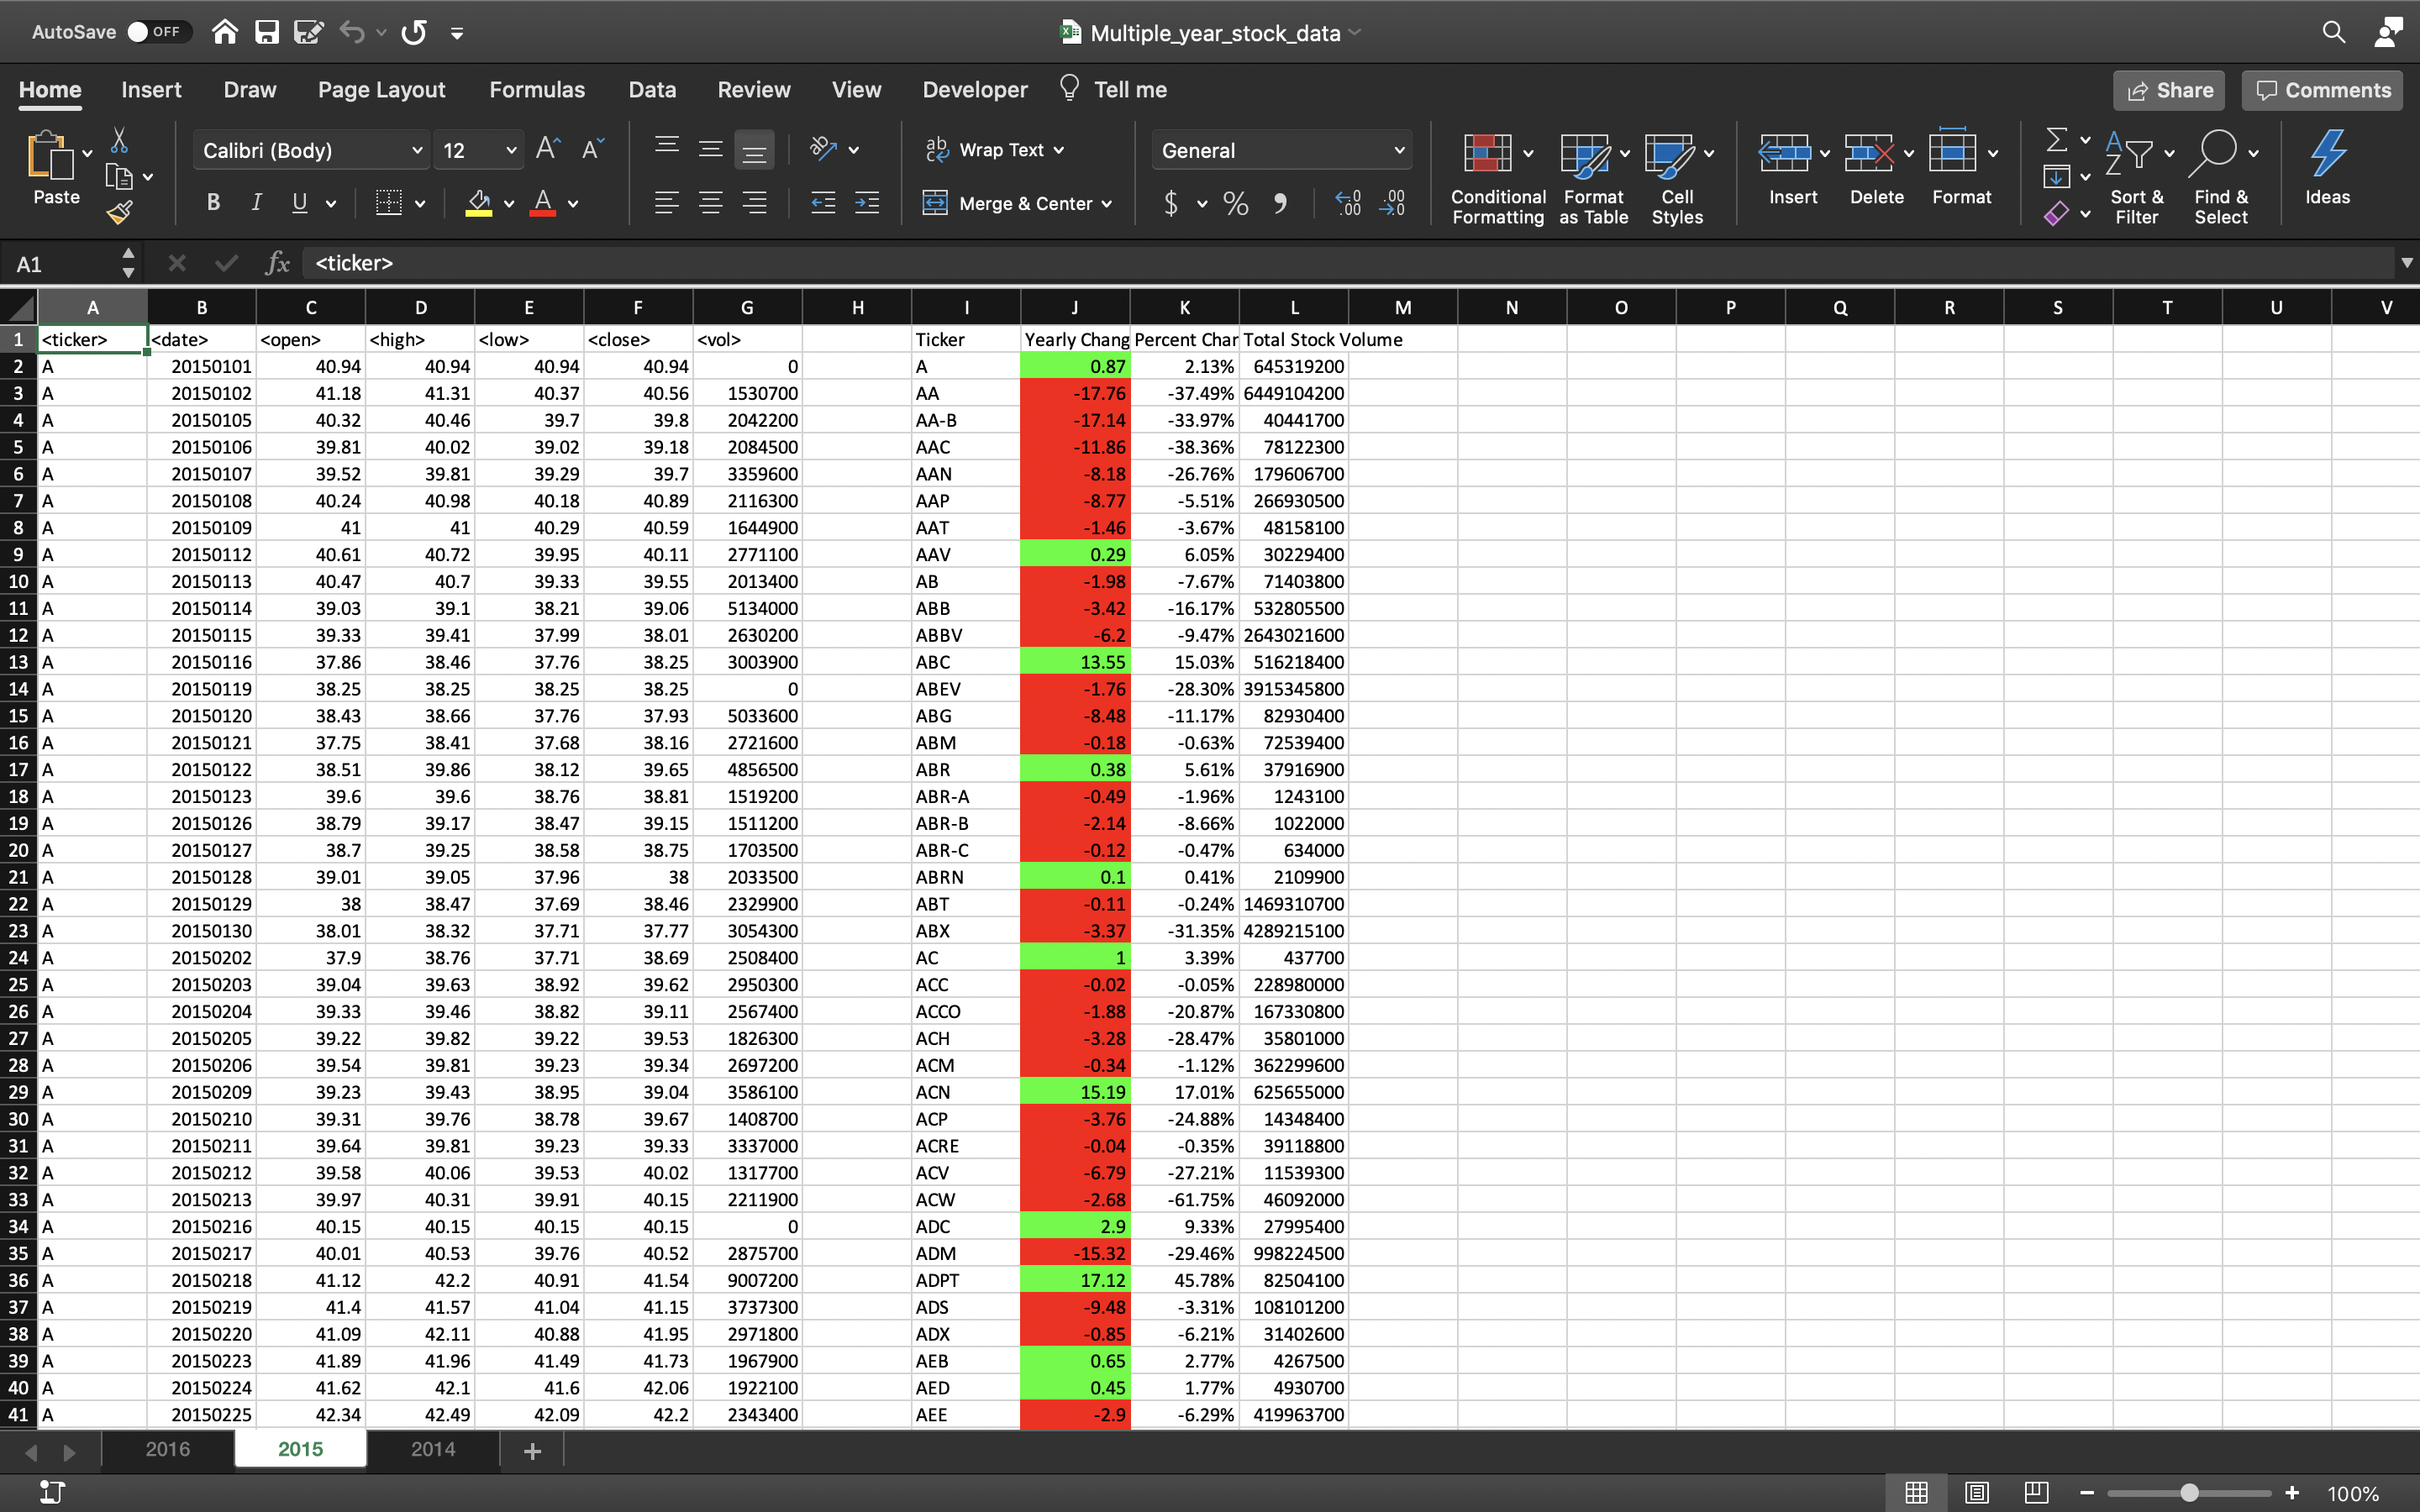 AutoSave OFF Multiple_year_stock_data
Home Insert Draw Page Layout Formulas Data Review View Developer Tell me Share Comments
Paste Calibri (Body) 12 A A ab c Wrap Text General Conditional Formatting Format as Table Cell Styles Insert Delete Format Sort & Filter Find & Select Ideas
B I U A Merge & Center $ % 9 .00 .0
A1 fx <ticker>
A B C D E F G H I J K L M N O P Q R S T U V
1 <ticker> <date> <open> <high> <low> <close> <vol> Ticker Yearly Chang Percent Char Total Stock Volume
2 A 20150101 40.94 40.94 40.94 40.94 0 A 0.87 2.13% 645319200
3 A 20150102 41.18 41.31 40.37 40.56 1530700 AA -17.76 -37.49% 6449104200
4 A 20150105 40.32 40.46 39.7 39.8 2042200 AA-B -17.14 -33.97% 40441700
5 A 20150106 39.81 40.02 39.02 39.18 2084500 AAC -11.86 -38.36% 78122300
6 A 20150107 39.52 39.81 39.29 39.7 3359600 AAN -8.18 -26.76% 179606700
7 A 20150108 40.24 40.98 40.18 40.89 2116300 AAP -8.77 -5.51% 266930500
8 A 20150109 41 41 40.29 40.59 1644900 AAT -1.46 -3.67% 48158100
9 A 20150112 40.61 40.72 39.95 40.11 2771100 AAV 0.29 6.05% 30229400
10 A 20150113 40.47 40.7 39.33 39.55 2013400 AB -1.98 -7.67% 71403800
11 A 20150114 39.03 39.1 38.21 39.06 5134000 ABB -3.42 -16.17% 532805500
12 A 20150115 39.33 39.41 37.99 38.01 2630200 ABBV -6.2 -9.47% 2643021600
13 A 20150116 37.86 38.46 37.76 38.25 3003900 ABC 13.55 15.03% 516218400
14 A 20150119 38.25 38.25 38.25 38.25 0 ABEV -1.76 -28.30% 3915345800
15 A 20150120 38.43 38.66 37.76 37.93 5033600 ABG -8.48 -11.17% 82930400
16 A 20150121 37.75 38.41 37.68 38.16 2721600 ABM -0.18 -0.63% 72539400
17 A 20150122 38.51 39.86 38.12 39.65 4856500 ABR 0.38 5.61% 37916900
18 A 20150123 39.6 39.6 38.76 38.81 1519200 ABR-A -0.49 -1.96% 1243100
19 A 20150126 38.79 39.17 38.47 39.15 1511200 ABR-B -2.14 -8.66% 1022000
20 A 20150127 38.7 39.25 38.58 38.75 1703500 ABR-C -0.12 -0.47% 634000
21 A 20150128 39.01 39.05 37.96 38 2033500 ABRN 0.1 0.41% 2109900
22 A 20150129 38 38.47 37.69 38.46 2329900 ABT -0.11 -0.24% 1469310700
23 A 20150130 38.01 38.32 37.71 37.77 3054300 ABX -3.37 -31.35% 4289215100
24 A 20150202 37.9 38.76 37.71 38.69 2508400 AC 1 3.39% 437700
25 A 20150203 39.04 39.63 38.92 39.62 2950300 ACC -0.02 -0.05% 228980000
26 A 20150204 39.33 39.46 38.82 39.11 2567400 ACCO -1.88 -20.87% 167330800
27 A 20150205 39.22 39.82 39.22 39.53 1826300 ACH -3.28 -28.47% 35801000
28 A 20150206 39.54 39.81 39.23 39.34 2697200 ACM -0.34 -1.12% 362299600
29 A 20150209 39.23 39.43 38.95 39.04 3586100 ACN 15.19 17.01% 625655000
30 A 20150210 39.31 39.76 38.78 39.67 1408700 ACP -3.76 -24.88% 14348400
31 A 20150211 39.64 39.81 39.23 39.33 3337000 ACRE -0.04 -0.35% 39118800
32 A 20150212 39.58 40.06 39.53 40.02 1317700 ACV -6.79 -27.21% 11539300
33 A 20150213 39.97 40.31 39.91 40.15 2211900 ACW -2.68 -61.75% 46092000
34 A 20150216 40.15 40.15 40.15 40.15 0 ADC 2.9 9.33% 27995400
35 A 20150217 40.01 40.53 39.76 40.52 2875700 ADM -15.32 -29.46% 998224500
36 A 20150218 41.12 42.2 40.91 41.54 9007200 ADPT 17.12 45.78% 82504100
37 A 20150219 41.4 41.57 41.04 41.15 3737300 ADS -9.48 -3.31% 108101200
38 A 20150220 41.09 42.11 40.88 41.95 2971800 ADX -0.85 -6.21% 31402600
39 A 20150223 41.89 41.96 41.49 41.73 1967900 AEB 0.65 2.77% 4267500
40 A 20150224 41.62 42.1 41.6 42.06 1922100 AED 0.45 1.77% 4930700
41 A 20150225 42.34 42.49 42.09 42.2 2343400 AEE -2.9 -6.29% 419963700
2016 2015 2014 +
100%